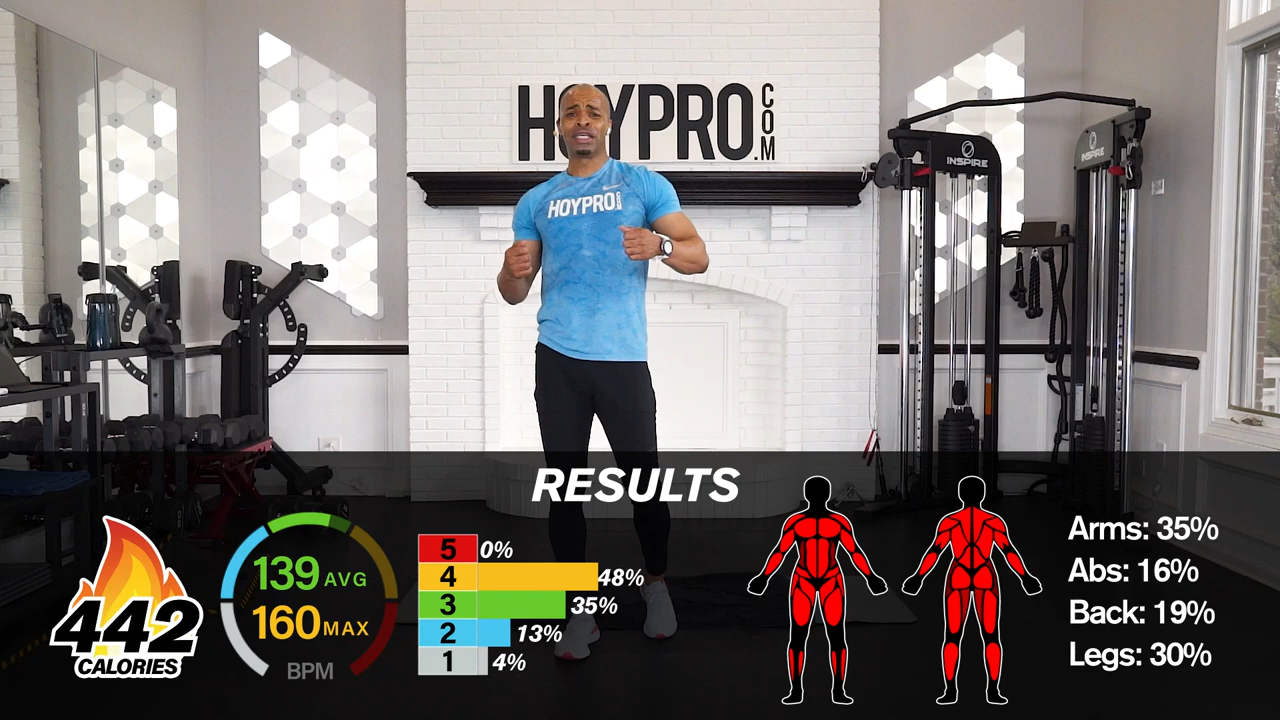 HOYPRO
.COM
INSPIRE
INSPIRE
HOYPRO
RESULTS
442
CALORIES
139 AVG
160 MAX
BPM
5 0%
4 48%
3 35%
2 13%
1 4%
Arms: 35%
Abs: 16%
Back: 19%
Legs: 30%